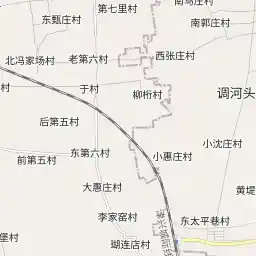 第七里村
南马庄村
东甄庄村
南郭庄村
北冯家场村
老第六村
西张庄村
村
于村
柳桁村
调河头
后第五村
小沈庄村
东第六村
前第五村
小惠庄村
大惠庄村
黄堤
李家窑村
东太平巷村
堡村
瑚连店村